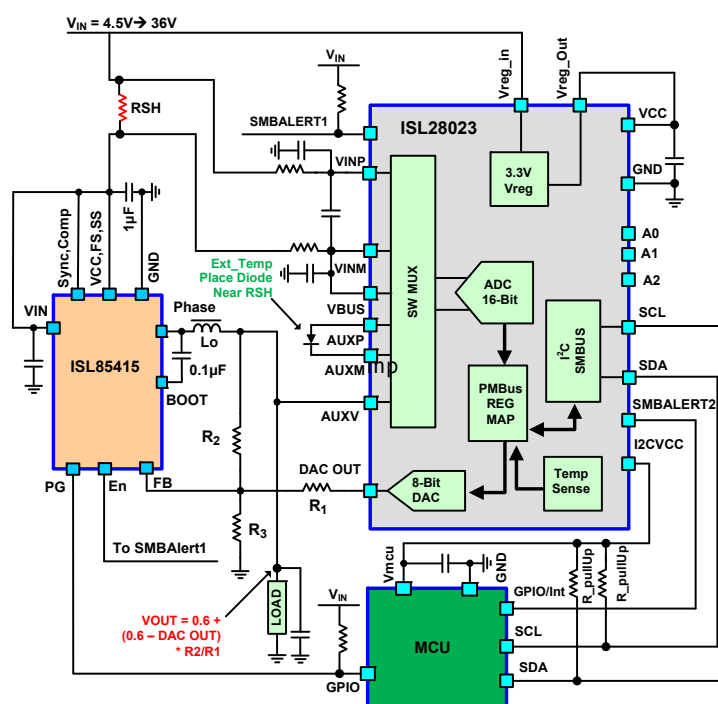 VIN = 4.5V→ 36V
RSH
VIN
SMBALERT1
Vreg_in
Vreg_Out
ISL28023
3.3V
Vreg
VCC
GND
A0
A1
A2
SCL
SDA
SMBALERT2
I2CVCC
VINP
VINM
VBUS
AUXP
AUXM
mp
AUXV
SW MUX
ADC
16-Bit
I2C
SMBUS
PMBus
REG
MAP
8-Bit
DAC
Temp
Sense
Ext_Temp
Place Diode
Near RSH
Sync,Comp
VCC,FS,SS
1µF
GND
VIN
Phase
Lo
ISL85415
0.1µF
BOOT
PG
En
FB
R2
R3
R1
DAC OUT
To SMBAlert1
VOUT = 0.6 +
(0.6 – DAC OUT)
* R2/R1
LOAD
VIN
GPIO
Vmcu
GND
R_pullUp
R_pullUp
GPIO/Int
SCL
SDA
MCU